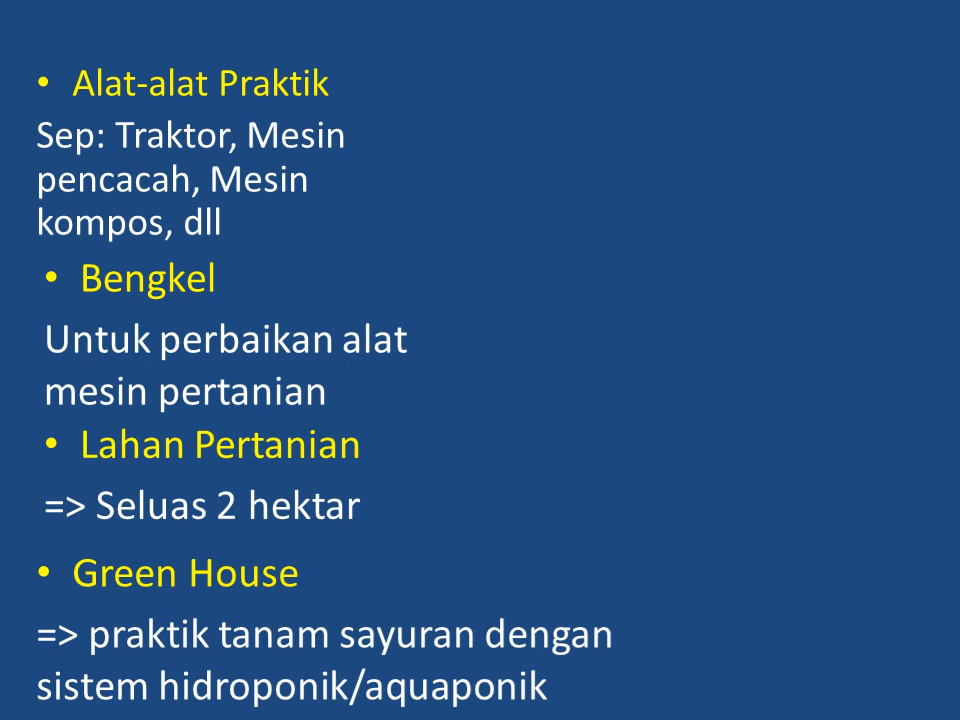 • Alat-alat Praktik
Sep: Traktor, Mesin
pencacah, Mesin
kompos, dll
• Bengkel
Untuk perbaikan alat
mesin pertanian
• Lahan Pertanian
=> Seluas 2 hektar
• Green House
=> praktik tanam sayuran dengan
sistem hidroponik/aquaponik